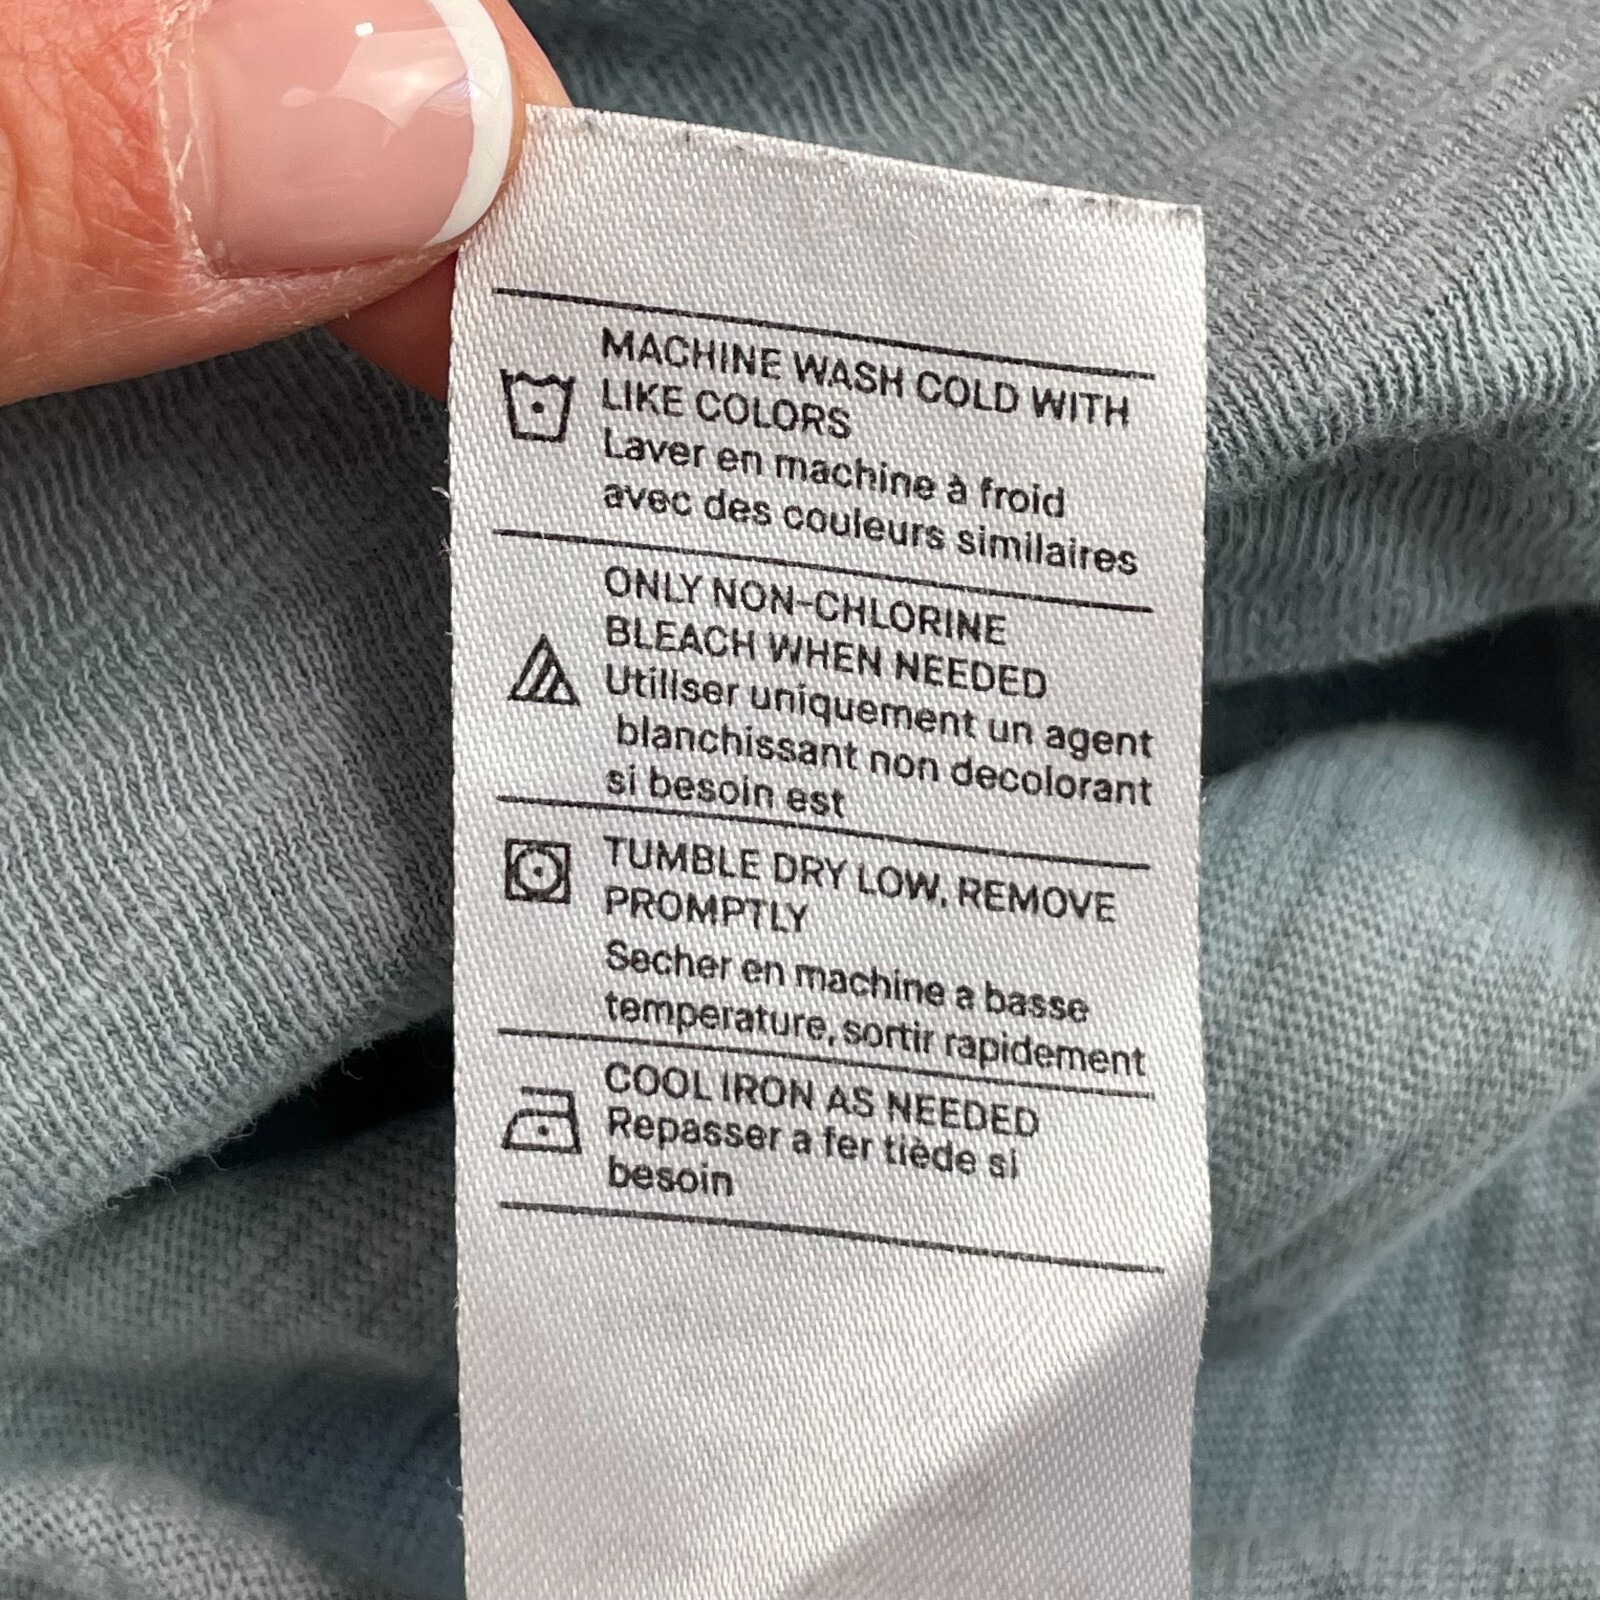 MACHINE WASH COLD WITH
LIKE COLORS
Laver en machine à froid
avec des couleurs similaires
ONLY NON-CHLORINE
BLEACH WHEN NEEDED
Utiliser uniquement un agent
blanchissant non decolorant
si besoin est
TUMBLE DRY LOW, REMOVE
PROMPTLY
Secher en machine a basse
temperature, sortir rapidement
COOL IRON AS NEEDED
Repasser a fer tiède si
besoin